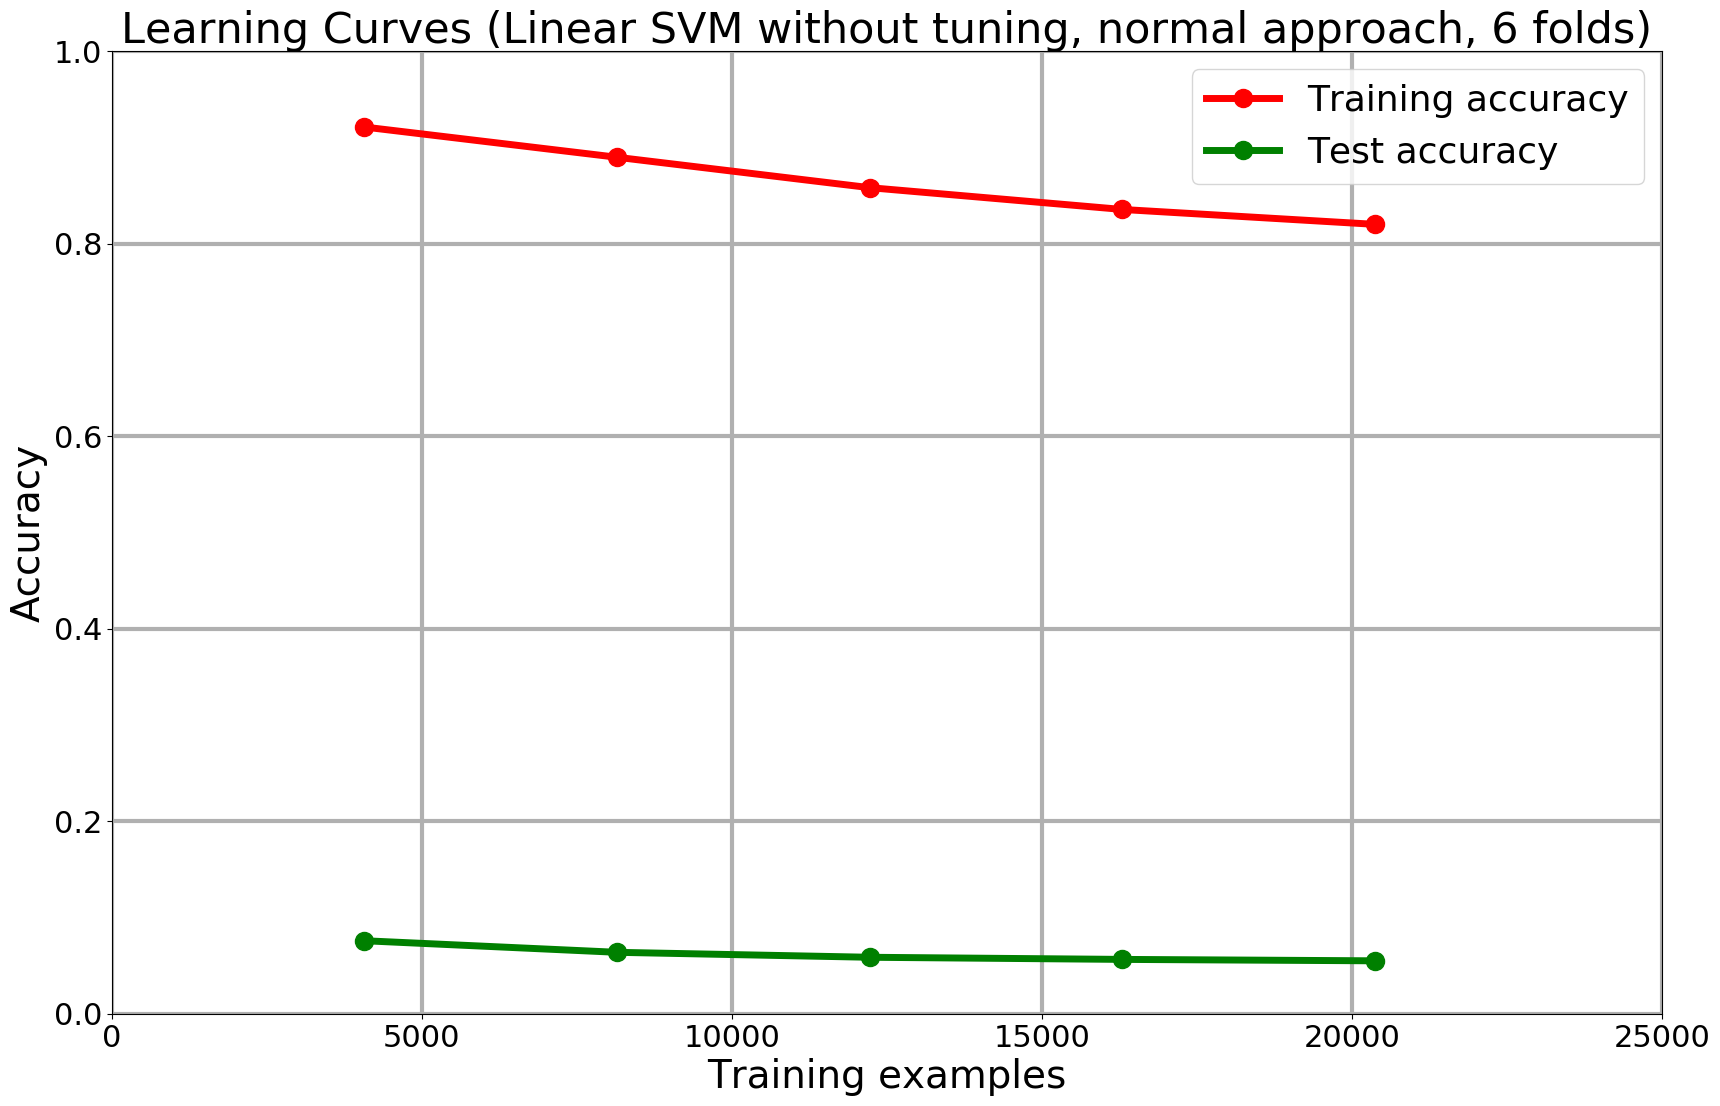 Learning Curves (Linear SVM without tuning, normal approach, 6 folds)
1.0
0.8
0.6
0.4
0.2
0.0
Accuracy
Training accuracy
Test accuracy
0 5000 10000 15000 20000 25000
Training examples